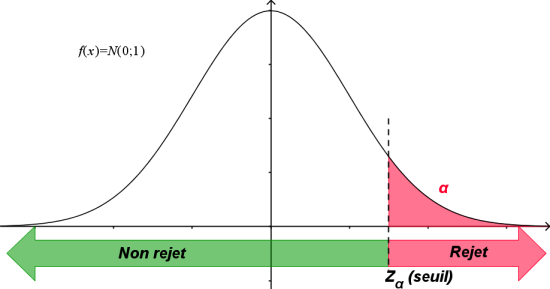 f(x)=N(0;1)
α
Non rejet
Rejet
Zα (seuil)